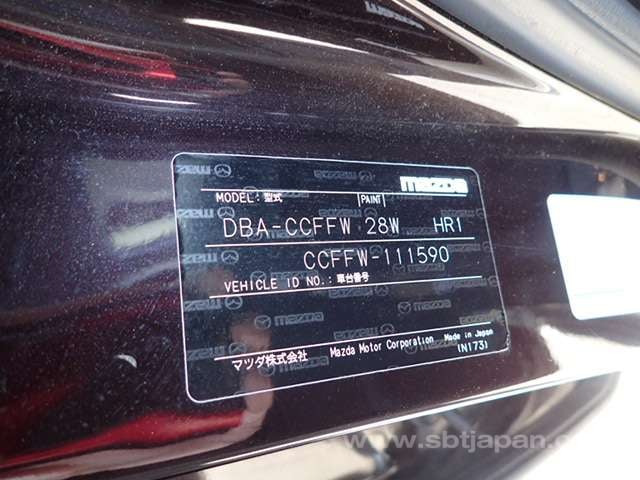 mazda
MODEL:型式 PAINT
DBA-CCFFW 28W HR1
CCFFW-111590
VEHICLE ID NO.:車台番号
マツダ株式会社 Mazda Motor Corporation Made in Japan
(N173)
www.sbtjapan.c